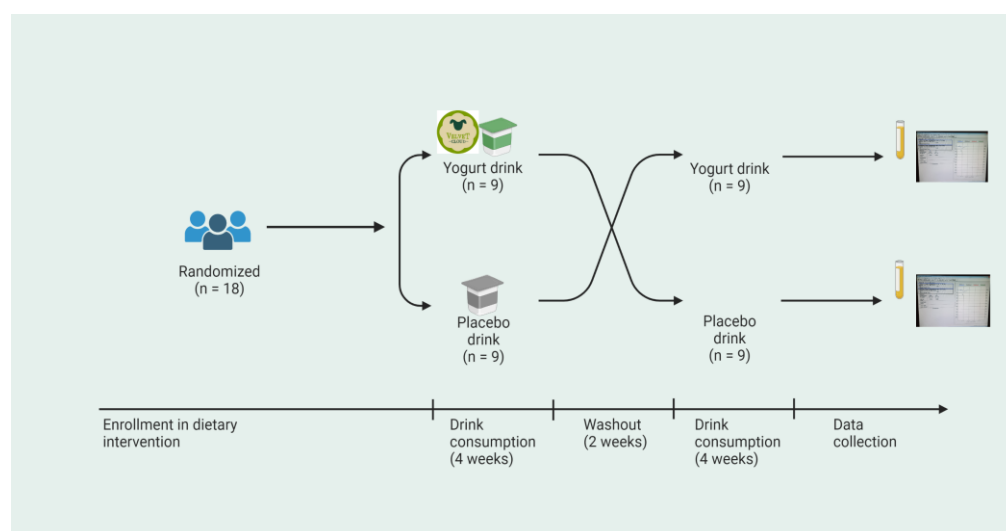 VELVET
Yogurt drink
(n = 9)
Yogurt drink
(n = 9)
Randomized
(n = 18)
Placebo
drink
(n = 9)
Placebo
drink
(n = 9)
Enrollment in dietary
intervention
Drink
consumption
(4 weeks)
Washout
(2 weeks)
Drink
consumption
(4 weeks)
Data
collection